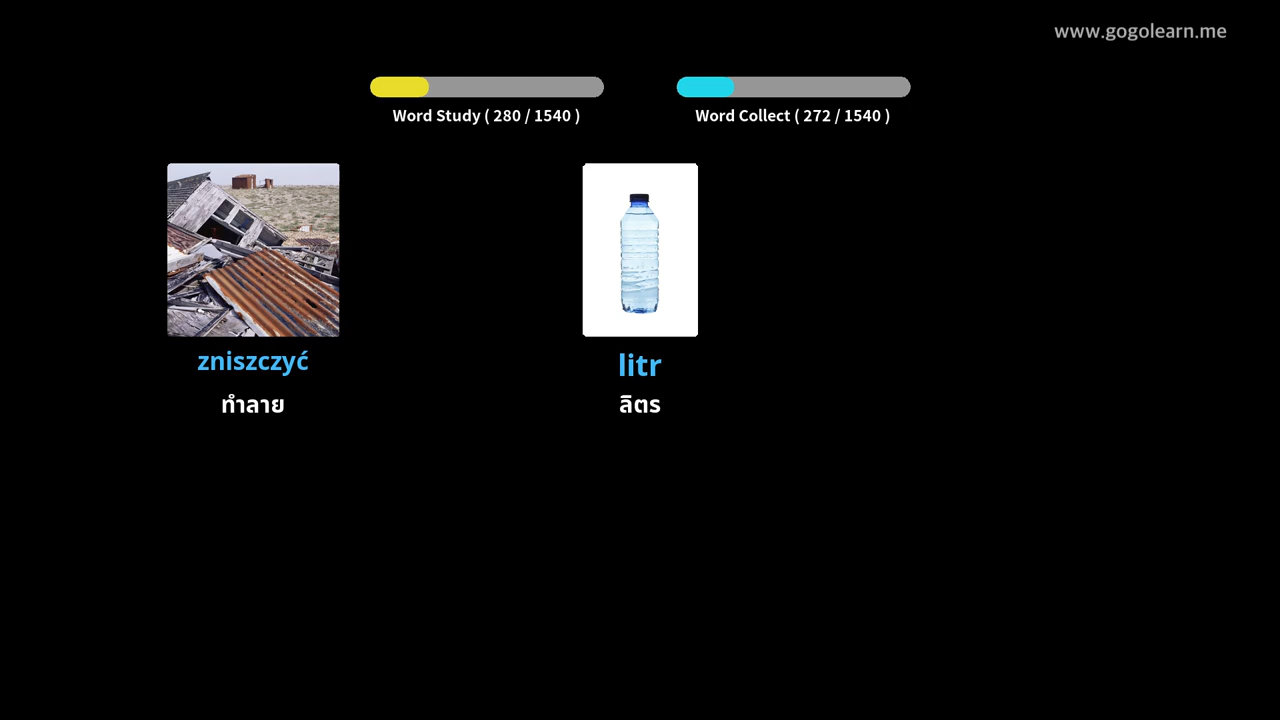 www.gogolearn.me
Word Study ( 280 / 1540 )
Word Collect ( 272 / 1540 )
zniszczyć
ทำลาย
litr
ลิตร